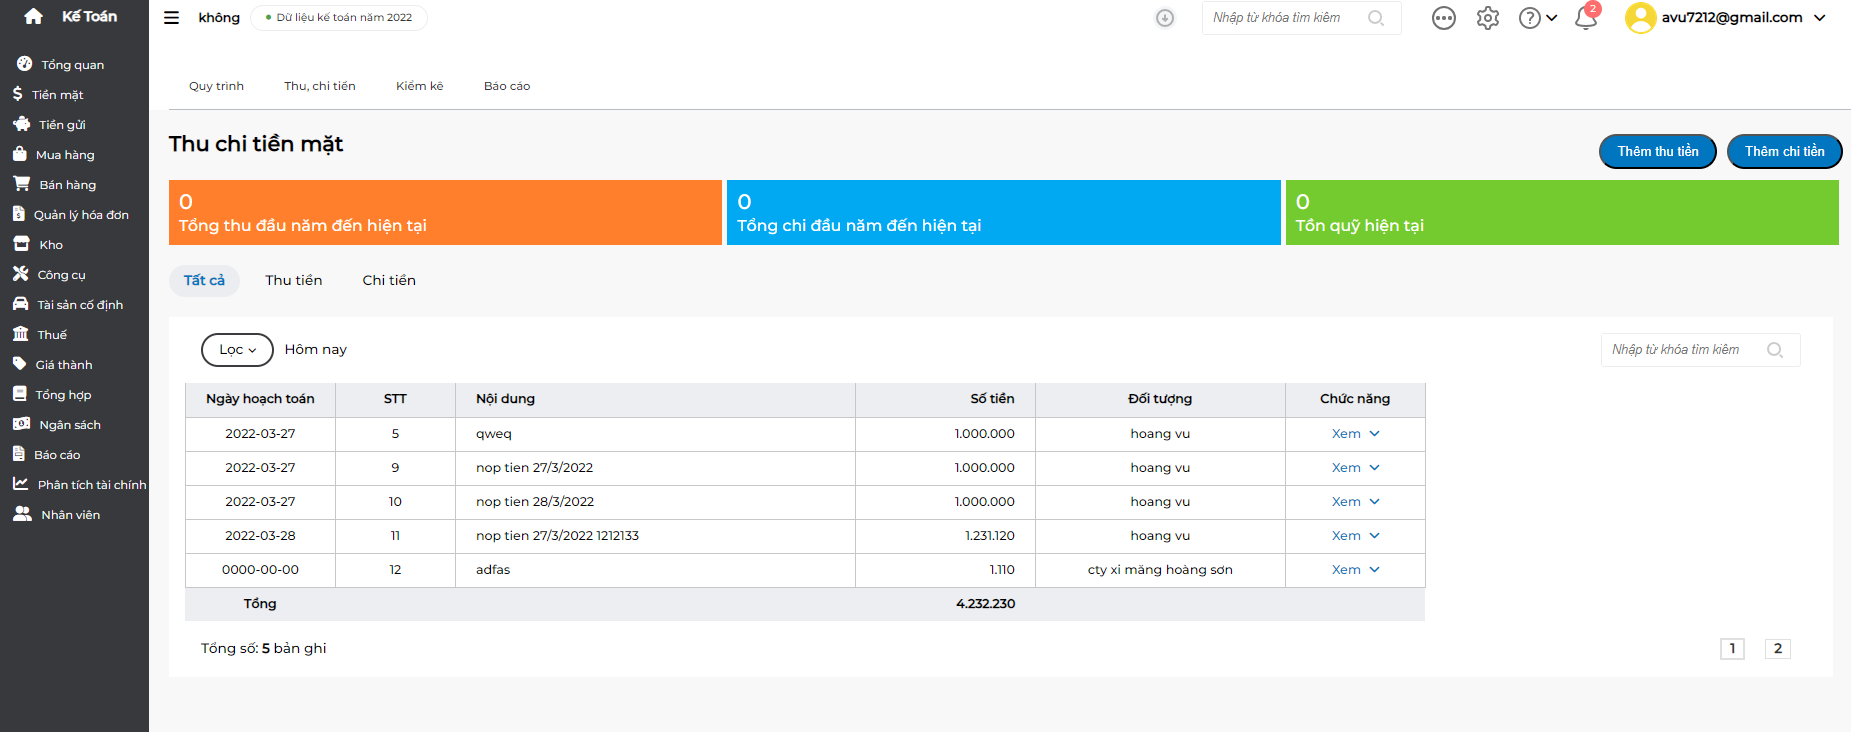 Kế Toán
không
Dữ liệu kế toán năm 2022
Nhập từ khóa tìm kiếm
2
avu7212@gmail.com
Tổng quan
Tiền mặt
Tiền gửi
Mua hàng
Bán hàng
Quản lý hóa đơn
Kho
Công cụ
Tài sản cố định
Thuế
Giá thành
Tổng hợp
Ngân sách
Báo cáo
Phân tích tài chính
Nhân viên
Quy trình Thu, chi tiền Kiểm kê Báo cáo
Thu chi tiền mặt
Thêm thu tiền Thêm chi tiền
0
Tổng thu đầu năm đến hiện tại
0
Tổng chi đầu năm đến hiện tại
0
Tồn quỹ hiện tại
Tất cả Thu tiền Chi tiền
Lọc Hôm nay
Nhập từ khóa tìm kiếm
Ngày hoạch toán STT Nội dung Số tiền Đối tượng Chức năng
2022-03-27 5 qweq 1.000.000 hoang vu Xem
2022-03-27 9 nop tien 27/3/2022 1.000.000 hoang vu Xem
2022-03-27 10 nop tien 28/3/2022 1.000.000 hoang vu Xem
2022-03-28 11 nop tien 27/3/2022 1212133 1.231.120 hoang vu Xem
0000-00-00 12 adfas 1.110 cty xi măng hoàng sơn Xem
Tổng 4.232.230
Tổng số: 5 bản ghi
1 2